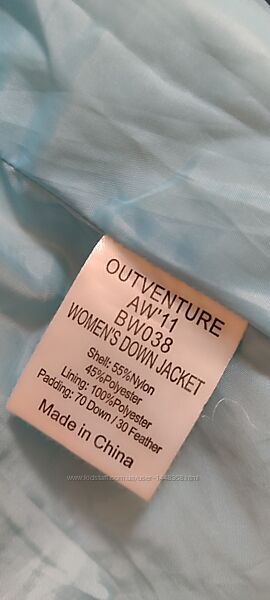 OUTVENTURE
AW'11
BW038
WOMEN'S DOWN JACKET
Shell: 55%Nylon
45%Polyester
Lining: 100%Polyester
Padding: 70 Down / 30 Feather
Made in China